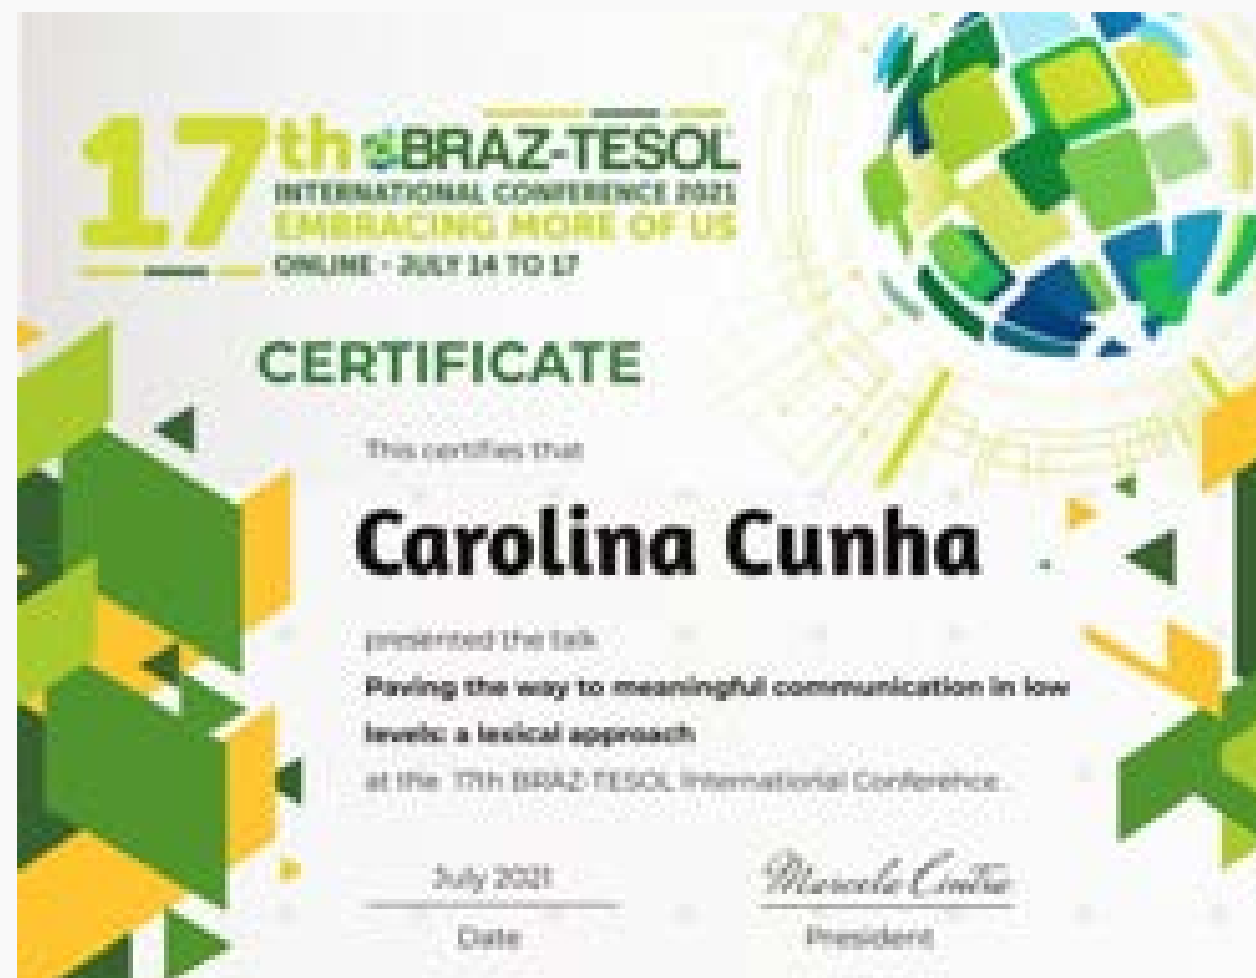 17th BRAZ-TESOL
INTERNATIONAL CONFERENCE 2021
EMBRACING MORE OF US
ONLINE - JULY 14 TO 17
CERTIFICATE
This certifies that
Carolina Cunha
presented the talk
Paving the way to meaningful communication in low
levels: a lexical approach
at the 17th BRAZ-TESOL International Conference.
July 2021
Marcelo Cintra
Date
President